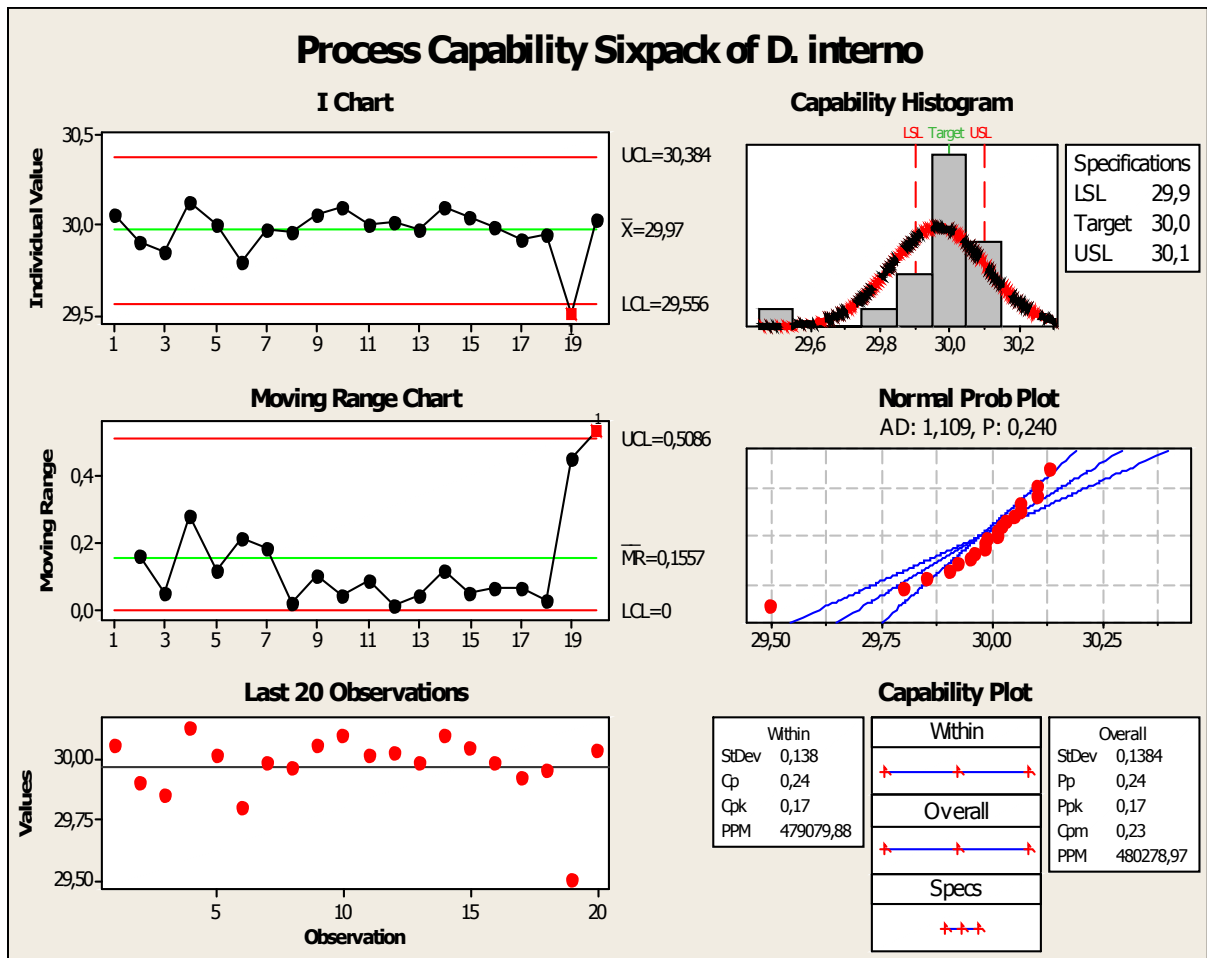 Process Capability Sixpack of D. interno
I Chart
Individual Value
30,5
30,0
29,5
1 3 5 7 9 11 13 15 17 19
1
UCL=30,384
X=29,97
LCL=29,556
Capability Histogram
LSL Target USL
29,6 29,8 30,0 30,2
Specifications
LSL 29,9
Target 30,0
USL 30,1
Moving Range Chart
Moving Range
0,4
0,2
0,0
1 3 5 7 9 11 13 15 17 19
1
UCL=0,5086
MR=0,1557
LCL=0
Normal Prob Plot
AD: 1,109, P: 0,240
29,50 29,75 30,00 30,25
Last 20 Observations
Values
30,00
29,75
29,50
5 10 15 20
Observation
Capability Plot
Within
StDev 0,138
Cp 0,24
Cpk 0,17
PPM 479079,88
Within
Overall
Specs
Overall
StDev 0,1384
Pp 0,24
Ppk 0,17
Cpm 0,23
PPM 480278,97